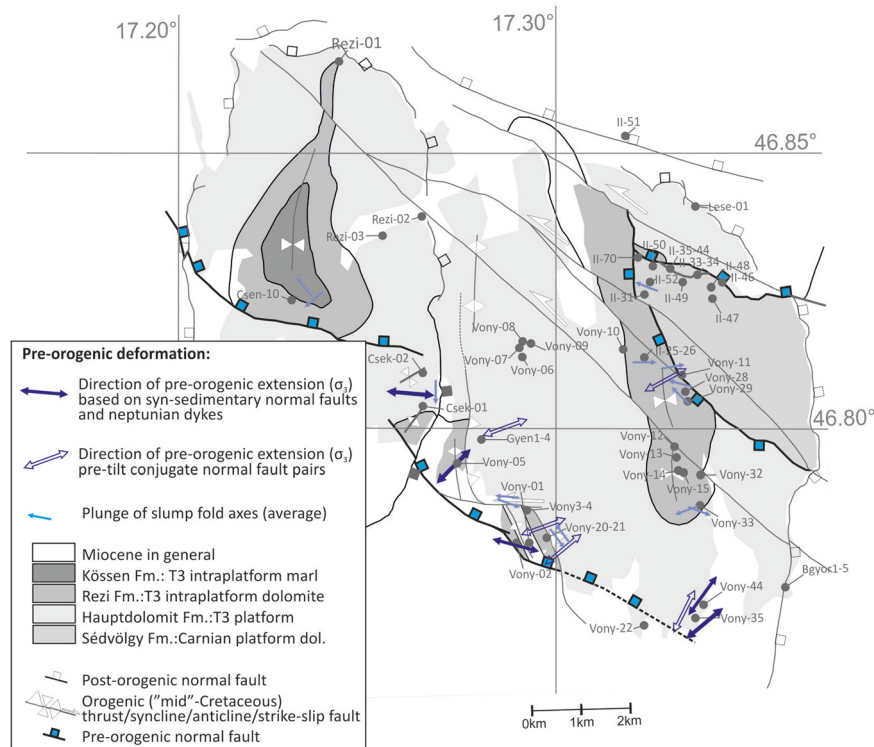 17.20°
17.30°
Rezi-01
II-51
46.85°
Lese-01
Rezi-02
Rezi-03
II-50
II-35-44
II-70
II-33-34
II-48
II-46
II-52
II-49
II-31
II-47
Csen-10
Vony-08
Vony-10
Vony-09
Vony-07
Vony-06
II-25-26
Csek-02
Vony-11
Vony-28
Vony-29
Csek-01
46.80°
Gyen1-4
Vony-12
Vony-13
Vony-05
Vony-14
Vony-32
Vony-15
Vony-01
Vony3-4
Vony-33
Vony-20-21
Vony-02
Bgyor1-5
Vony-44
Vony-35
Vony-22
0km 1km 2km
Pre-orogenic deformation:
Direction of pre-orogenic extension (σ3)
based on syn-sedimentary normal faults
and neptunian dykes
Direction of pre-orogenic extension (σ3)
pre-tilt conjugate normal fault pairs
Plunge of slump fold axes (average)
Miocene in general
Kössen Fm.: T3 intraplatform marl
Rezi Fm.:T3 intraplatform dolomite
Hauptdolomit Fm.:T3 platform
Sédvölgy Fm.:Carnian platform dol.
Post-orogenic normal fault
Orogenic ("mid"-Cretaceous)
thrust/syncline/anticline/strike-slip fault
Pre-orogenic normal fault